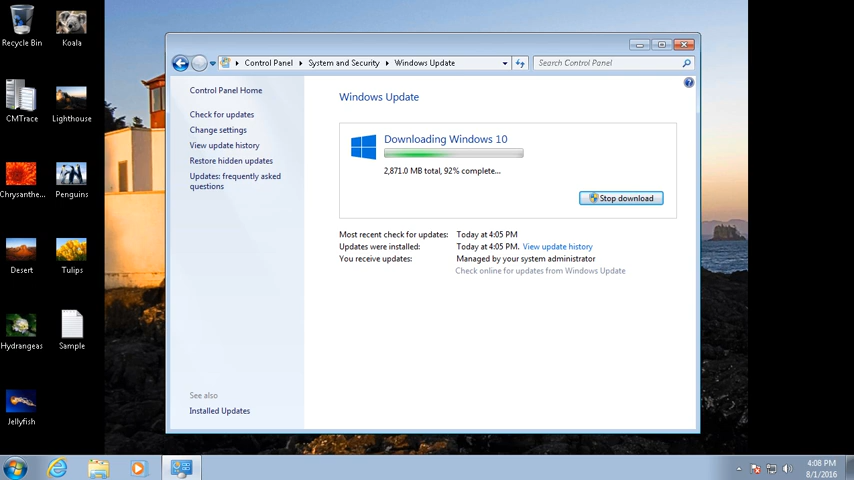 Recycle Bin
Koala
CMTrace
Lighthouse
Chrysanthe...
Penguins
Desert
Tulips
Hydrangeas
Sample
Jellyfish
Control Panel
System and Security
Windows Update
Search Control Panel
Control Panel Home
Check for updates
Change settings
View update history
Restore hidden updates
Updates: frequently asked
questions
See also
Installed Updates
Windows Update
Downloading Windows 10
2,871.0 MB total, 92% complete...
Stop download
Most recent check for updates: Today at 4:05 PM
Updates were installed: Today at 4:05 PM. View update history
You receive updates: Managed by your system administrator
Check online for updates from Windows Update
4:08 PM
8/1/2016